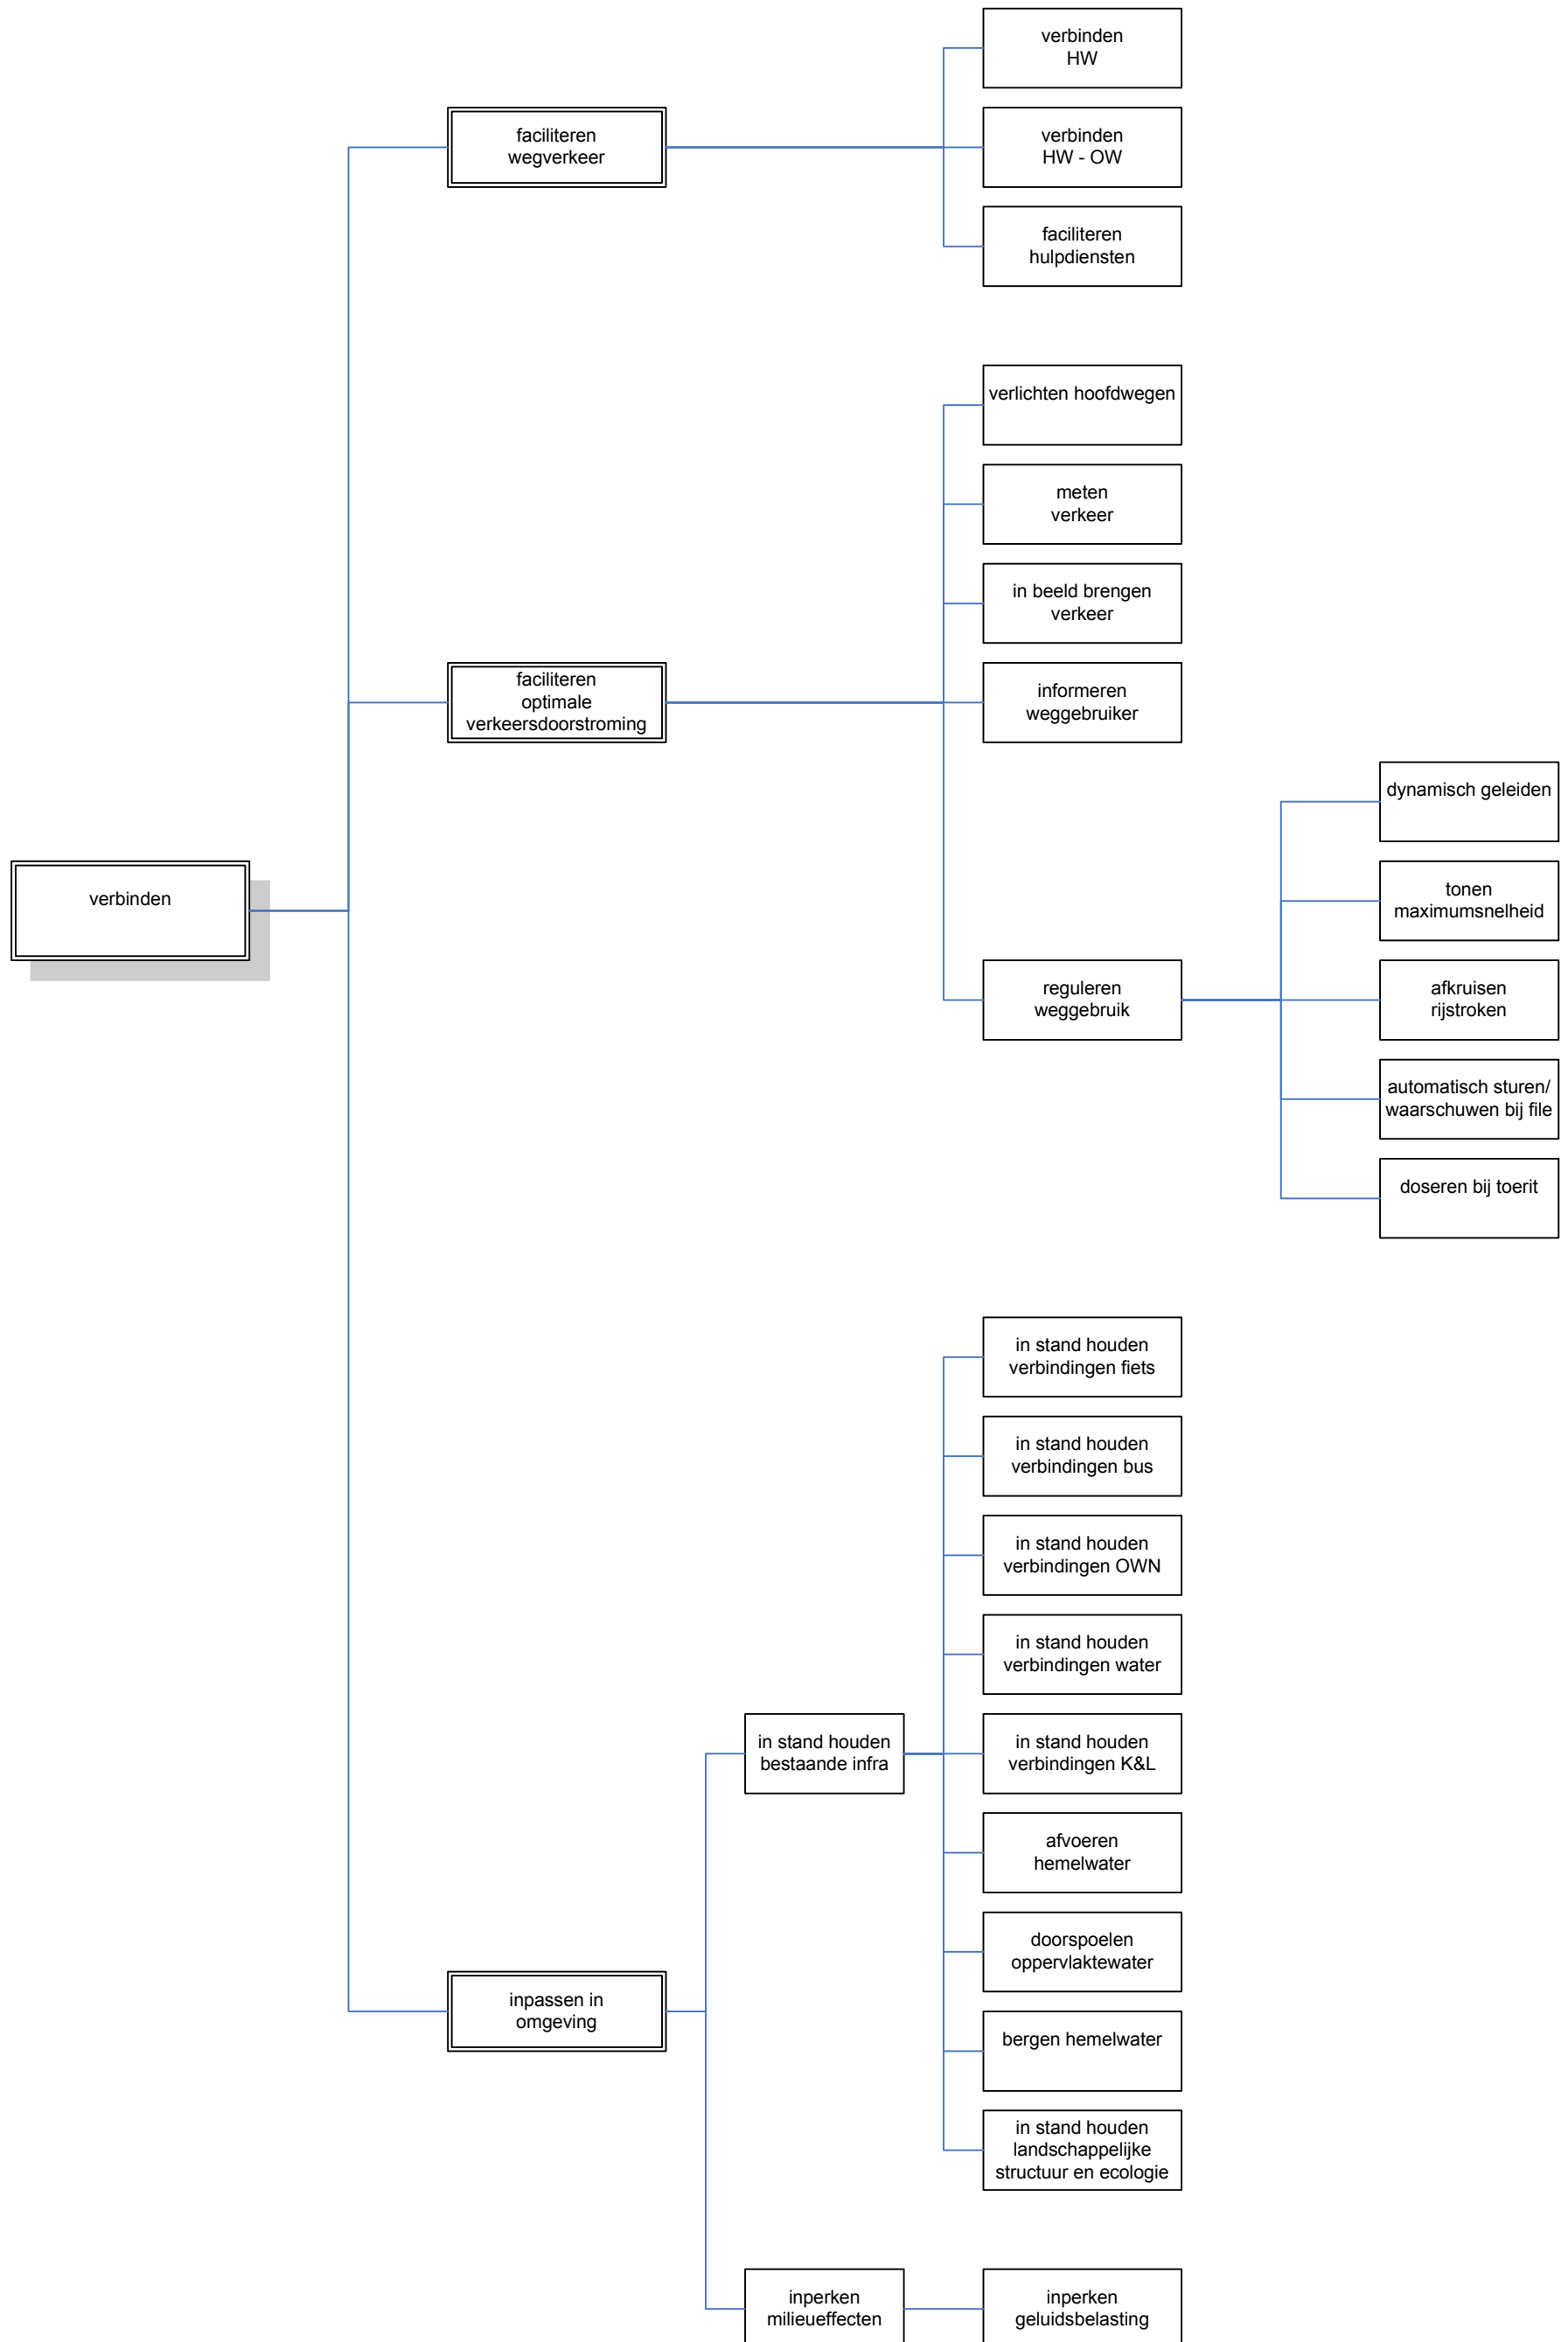 verbinden
HW
faciliteren
wegverkeer
verbinden
HW - OW
faciliteren
hulpdiensten
verlichten hoofdwegen
meten
verkeer
in beeld brengen
verkeer
faciliteren
optimale
verkeersdoorstroming
informeren
weggebruiker
dynamisch geleiden
verbinden
tonen
maximumsnelheid
reguleren
weggebruik
afkruisen
rijstroken
automatisch sturen/
waarschuwen bij file
doseren bij toerit
in stand houden
verbindingen fiets
in stand houden
verbindingen bus
in stand houden
verbindingen OWN
in stand houden
verbindingen water
in stand houden
bestaande infra
in stand houden
verbindingen K&L
afvoeren
hemelwater
doorspoelen
oppervlaktewater
inpassen in
omgeving
bergen hemelwater
in stand houden
landschappelijke
structuur en ecologie
inperken
milieueffecten
inperken
geluidsbelasting